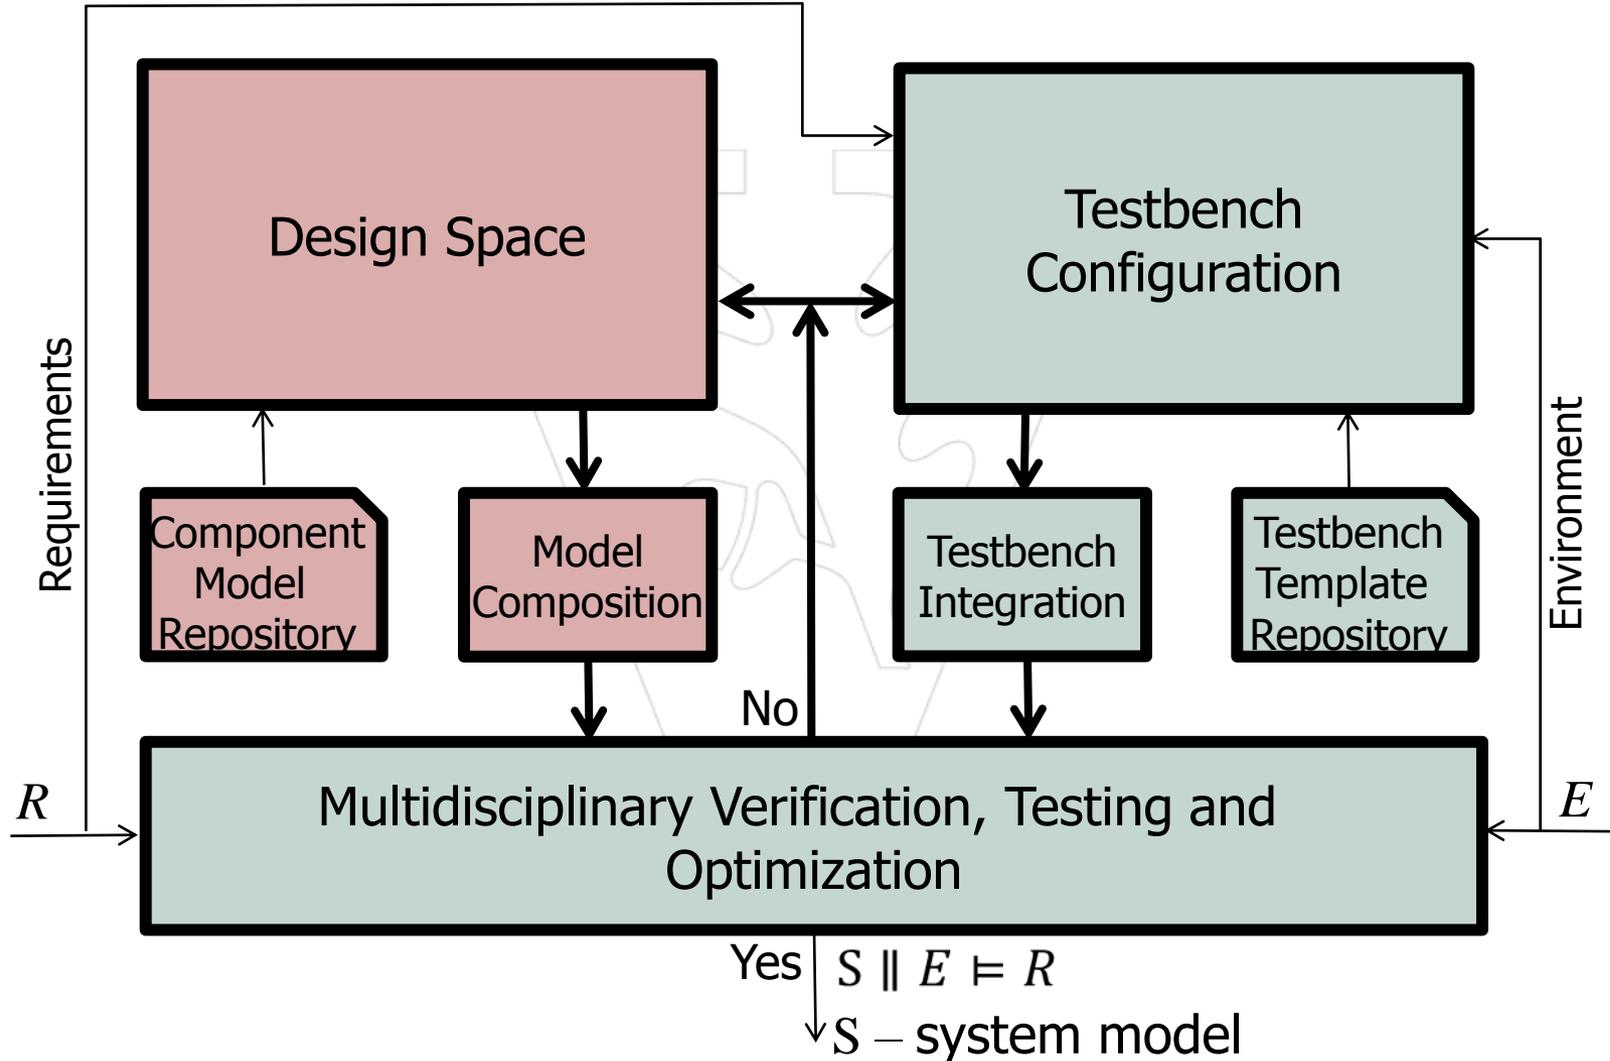 Design Space
Testbench
Configuration
Requirements
Environment
Component
Model
Repository
Model
Composition
Testbench
Integration
Testbench
Template
Repository
No
R
Multidisciplinary Verification, Testing and
Optimization
E
Yes
S ∥ E ⊨ R
S – system model